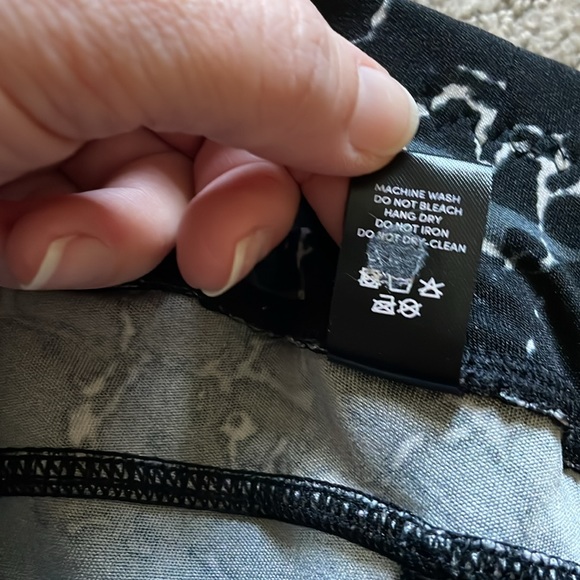 MACHINE WASH
DO NOT BLEACH
HANG DRY
DO NOT IRON
DO NOT DRY-CLEAN